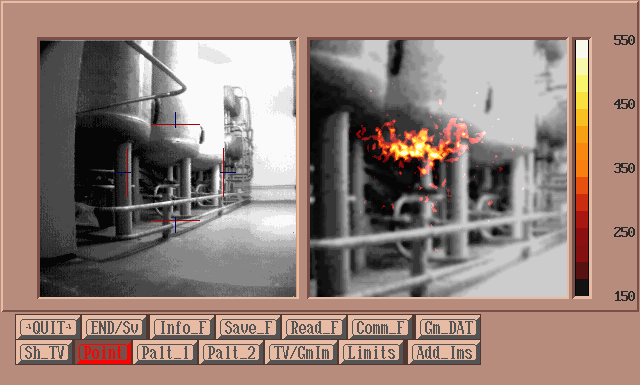 550
450
350
250
150
→QUIT→ END/Sv Info_F Save_F Read_F Comm_F Gm_DAT
Sh_TV PoinF Palt_1 Palt_2 TV/GmIm Limits Add_Ims